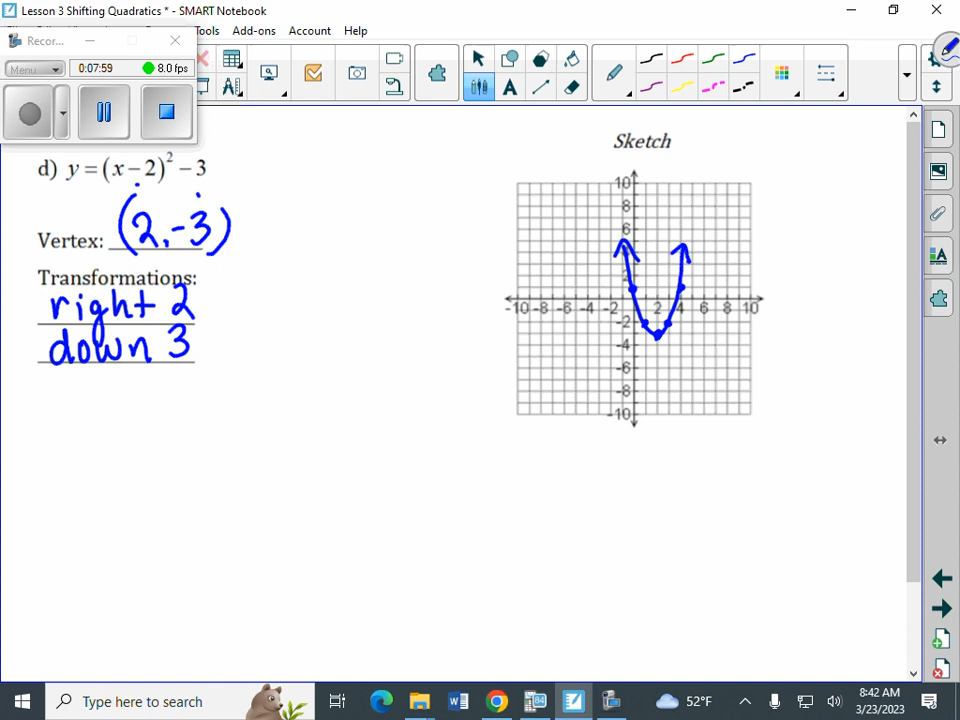 Lesson 3 Shifting Quadratics * - SMART Notebook
Tools Add-ons Account Help
Recor...
Menu 0:07:59 8.0 fps
Sketch
d) y = (x − 2)² − 3
(2, -3)
Vertex:
Transformations:
right 2
down 3
10
8
6
2
-10 -8 -6 -4 -2 2 4 6 8 10
-2
-4
-6
-8
-10
Type here to search
52°F
8:42 AM
3/23/2023